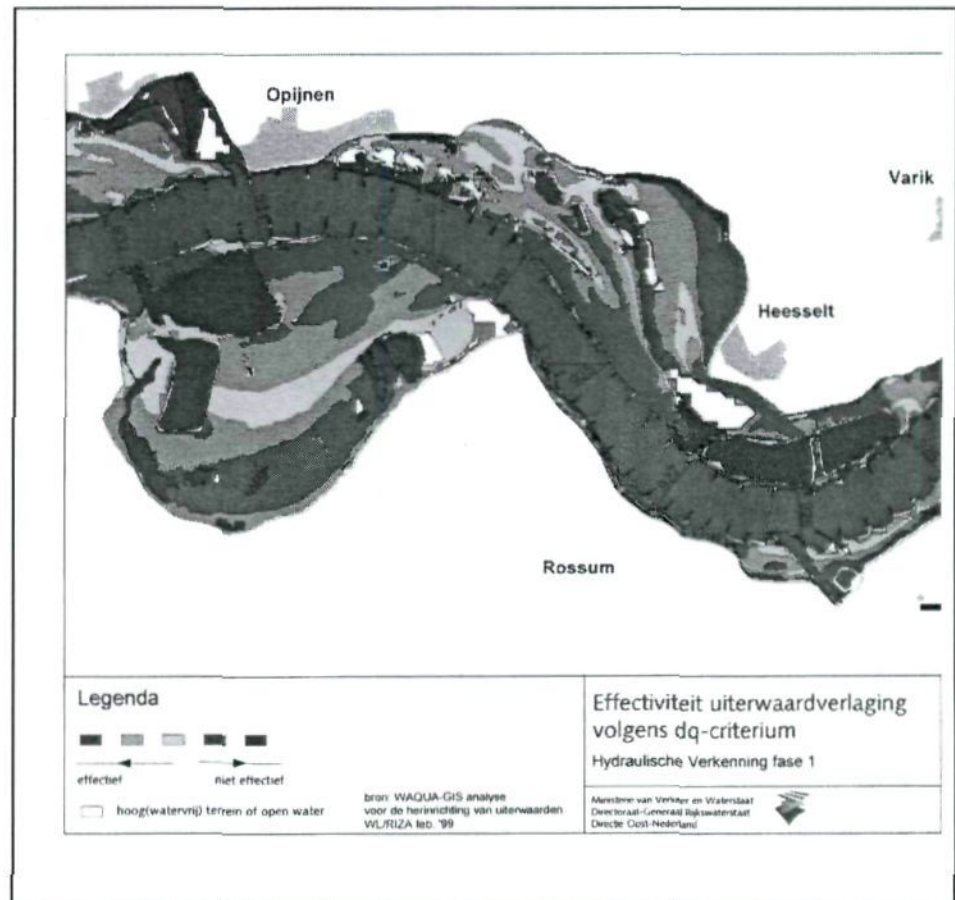 Opijnen
Varik
Heesselt
Rossum
Legenda
effectief niet effectief
hoog(watervrij) terrein of open water
bron: WAQUA-GIS analyse
voor de herinrichting van uiterwaarden
WL/RIZA feb. '99
Effectiviteit uiterwaardverlaging
volgens dq-criterium
Hydraulische Verkenning fase 1
Ministerie van Verkeer en Waterstaat
Directoraat-Generaal Rijkswaterstaat
Directie Oost-Nederland